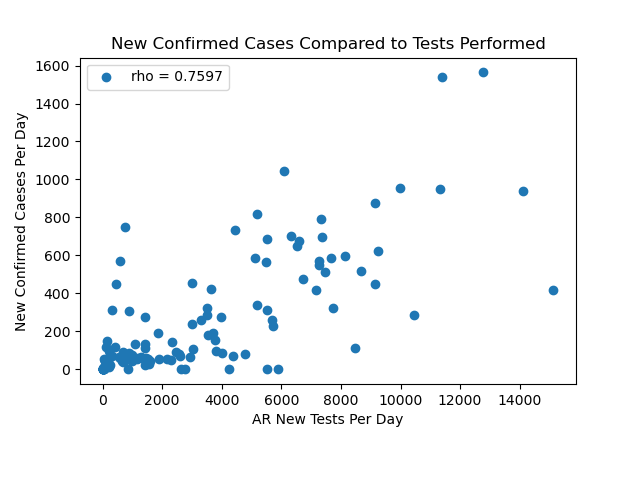 New Confirmed Cases Compared to Tests Performed
rho = 0.7597
1600
1400
1200
1000
800
600
400
200
0
New Confirmed Caeses Per Day
0 2000 4000 6000 8000 10000 12000 14000
AR New Tests Per Day